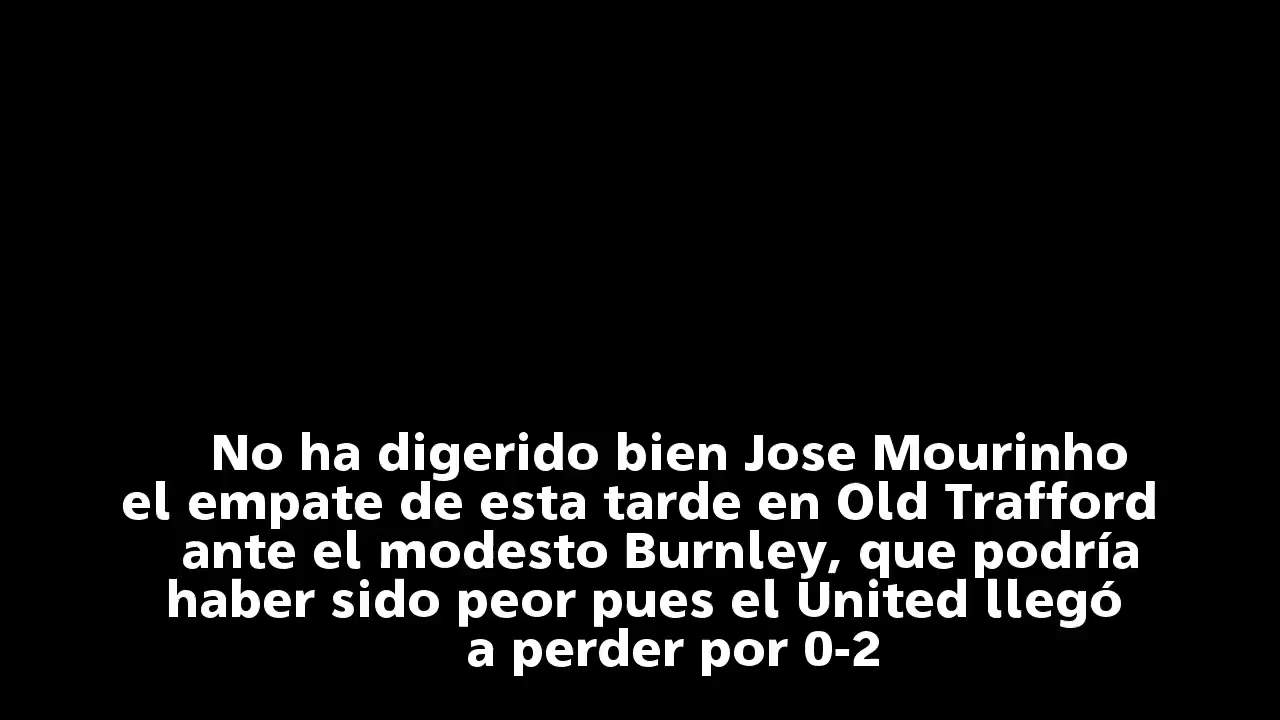 No ha digerido bien Jose Mourinho
el empate de esta tarde en Old Trafford
ante el modesto Burnley, que podría
haber sido peor pues el United llegó
a perder por 0-2